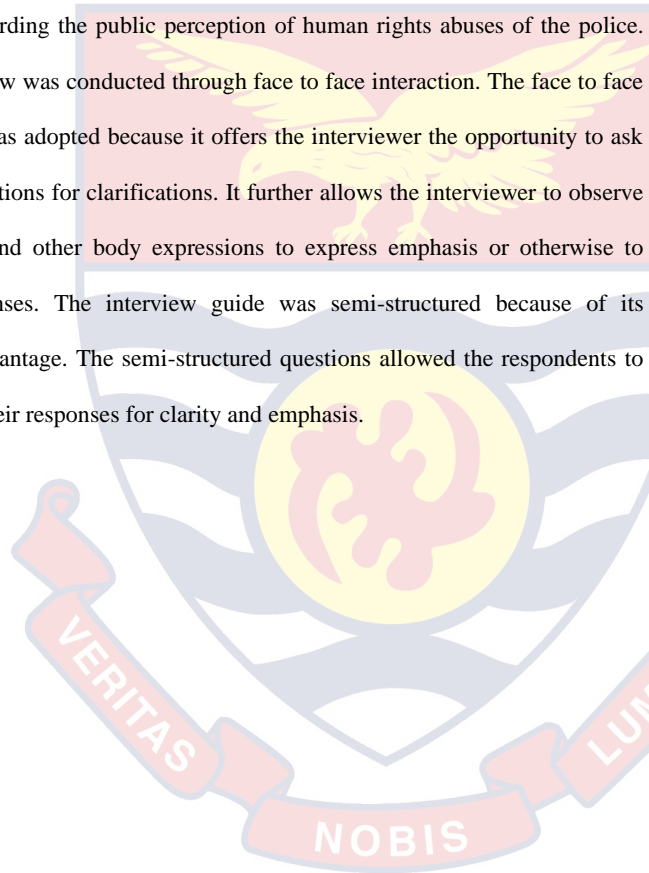 rding the public perception of human rights abuses of the police.
w was conducted through face to face interaction. The face to face
as adopted because it offers the interviewer the opportunity to ask
tions for clarifications. It further allows the interviewer to observe
nd other body expressions to express emphasis or otherwise to
nses. The interview guide was semi-structured because of its
antage. The semi-structured questions allowed the respondents to
eir responses for clarity and emphasis.
VERITAS
NOBIS
LUM